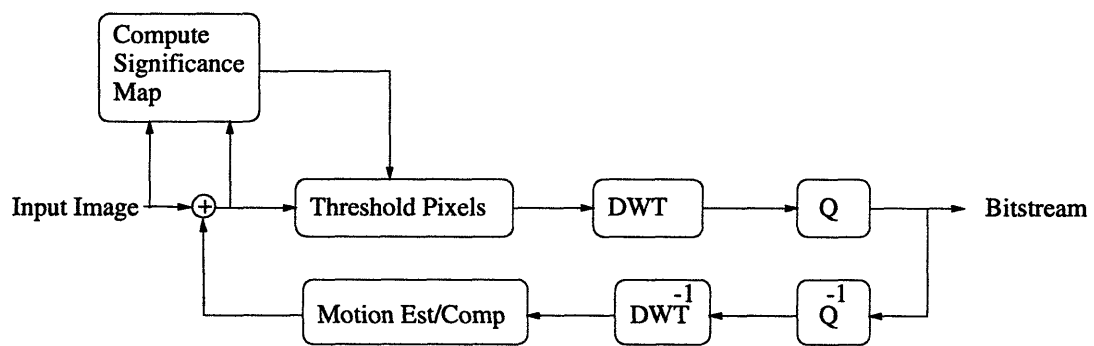 Compute
Significance
Map
Input Image
+
Threshold Pixels
DWT
Q
Bitstream
Motion Est/Comp
DWT-1
Q-1